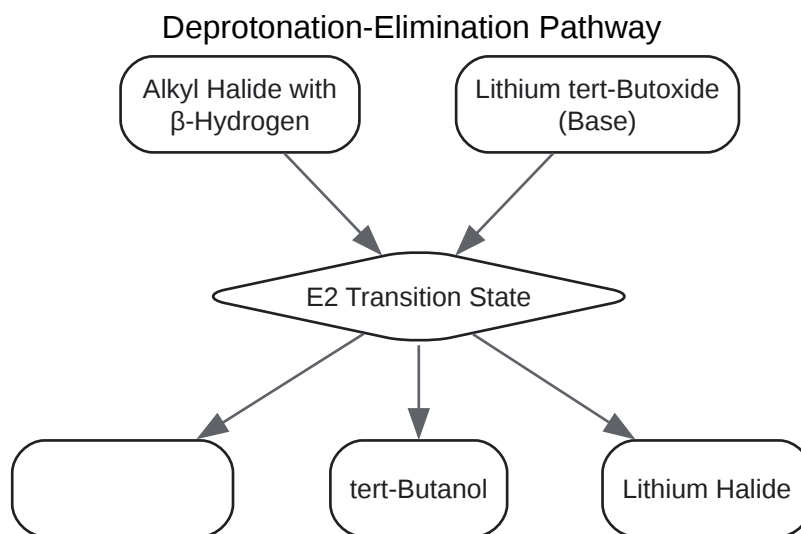 Deprotonation-Elimination Pathway
Alkyl Halide with
β-Hydrogen
Lithium tert-Butoxide
(Base)
E2 Transition State
tert-Butanol
Lithium Halide